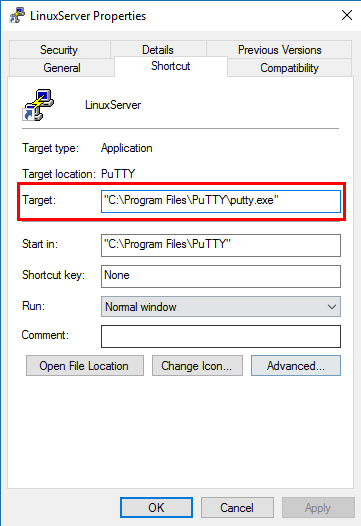 LinuxServer Properties
Security Details Previous Versions
General Shortcut Compatibility
LinuxServer
Target type: Application
Target location: PuTTY
Target: "C:\Program Files\PuTTY\putty.exe"
Start in: "C:\Program Files\PuTTY"
Shortcut key: None
Run: Normal window
Comment:
Open File Location Change Icon... Advanced...
OK Cancel Apply